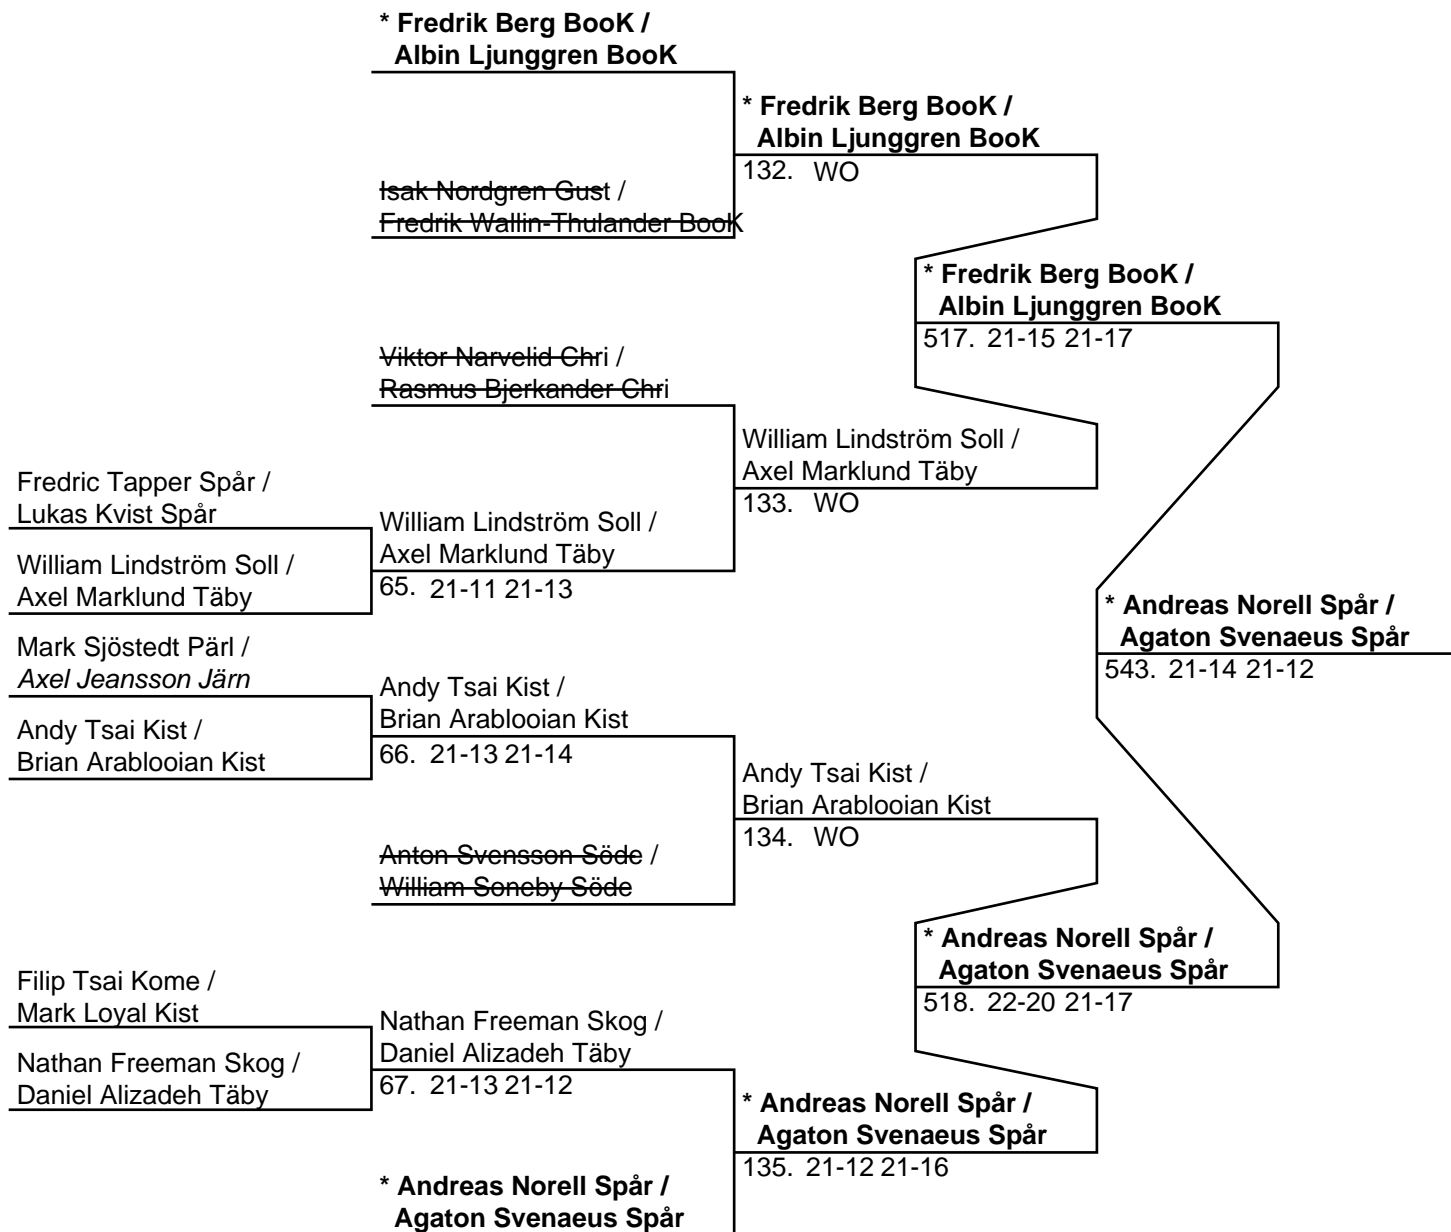 * Fredrik Berg BooK /
Albin Ljunggren BooK
* Fredrik Berg BooK /
Albin Ljunggren BooK
132. WO
Isak Nordgren Gust /
Fredrik Wallin-Thulander BooK
* Fredrik Berg BooK /
Albin Ljunggren BooK
517. 21-15 21-17
Viktor Narvelid Chri /
Rasmus Bjerkander Chri
William Lindström Soll /
Axel Marklund Täby
133. WO
Fredric Tapper Spår /
Lukas Kvist Spår
William Lindström Soll /
Axel Marklund Täby
65. 21-11 21-13
William Lindström Soll /
Axel Marklund Täby
* Andreas Norell Spår /
Agaton Svenaeus Spår
543. 21-14 21-12
Mark Sjöstedt Pärl /
Axel Jeansson Järn
Andy Tsai Kist /
Brian Arablooian Kist
66. 21-13 21-14
Andy Tsai Kist /
Brian Arablooian Kist
Andy Tsai Kist /
Brian Arablooian Kist
134. WO
Anton Svensson Söde /
William Soneby Söde
* Andreas Norell Spår /
Agaton Svenaeus Spår
518. 22-20 21-17
Filip Tsai Kome /
Mark Loyal Kist
Nathan Freeman Skog /
Daniel Alizadeh Täby
67. 21-13 21-12
Nathan Freeman Skog /
Daniel Alizadeh Täby
* Andreas Norell Spår /
Agaton Svenaeus Spår
135. 21-12 21-16
* Andreas Norell Spår /
Agaton Svenaeus Spår